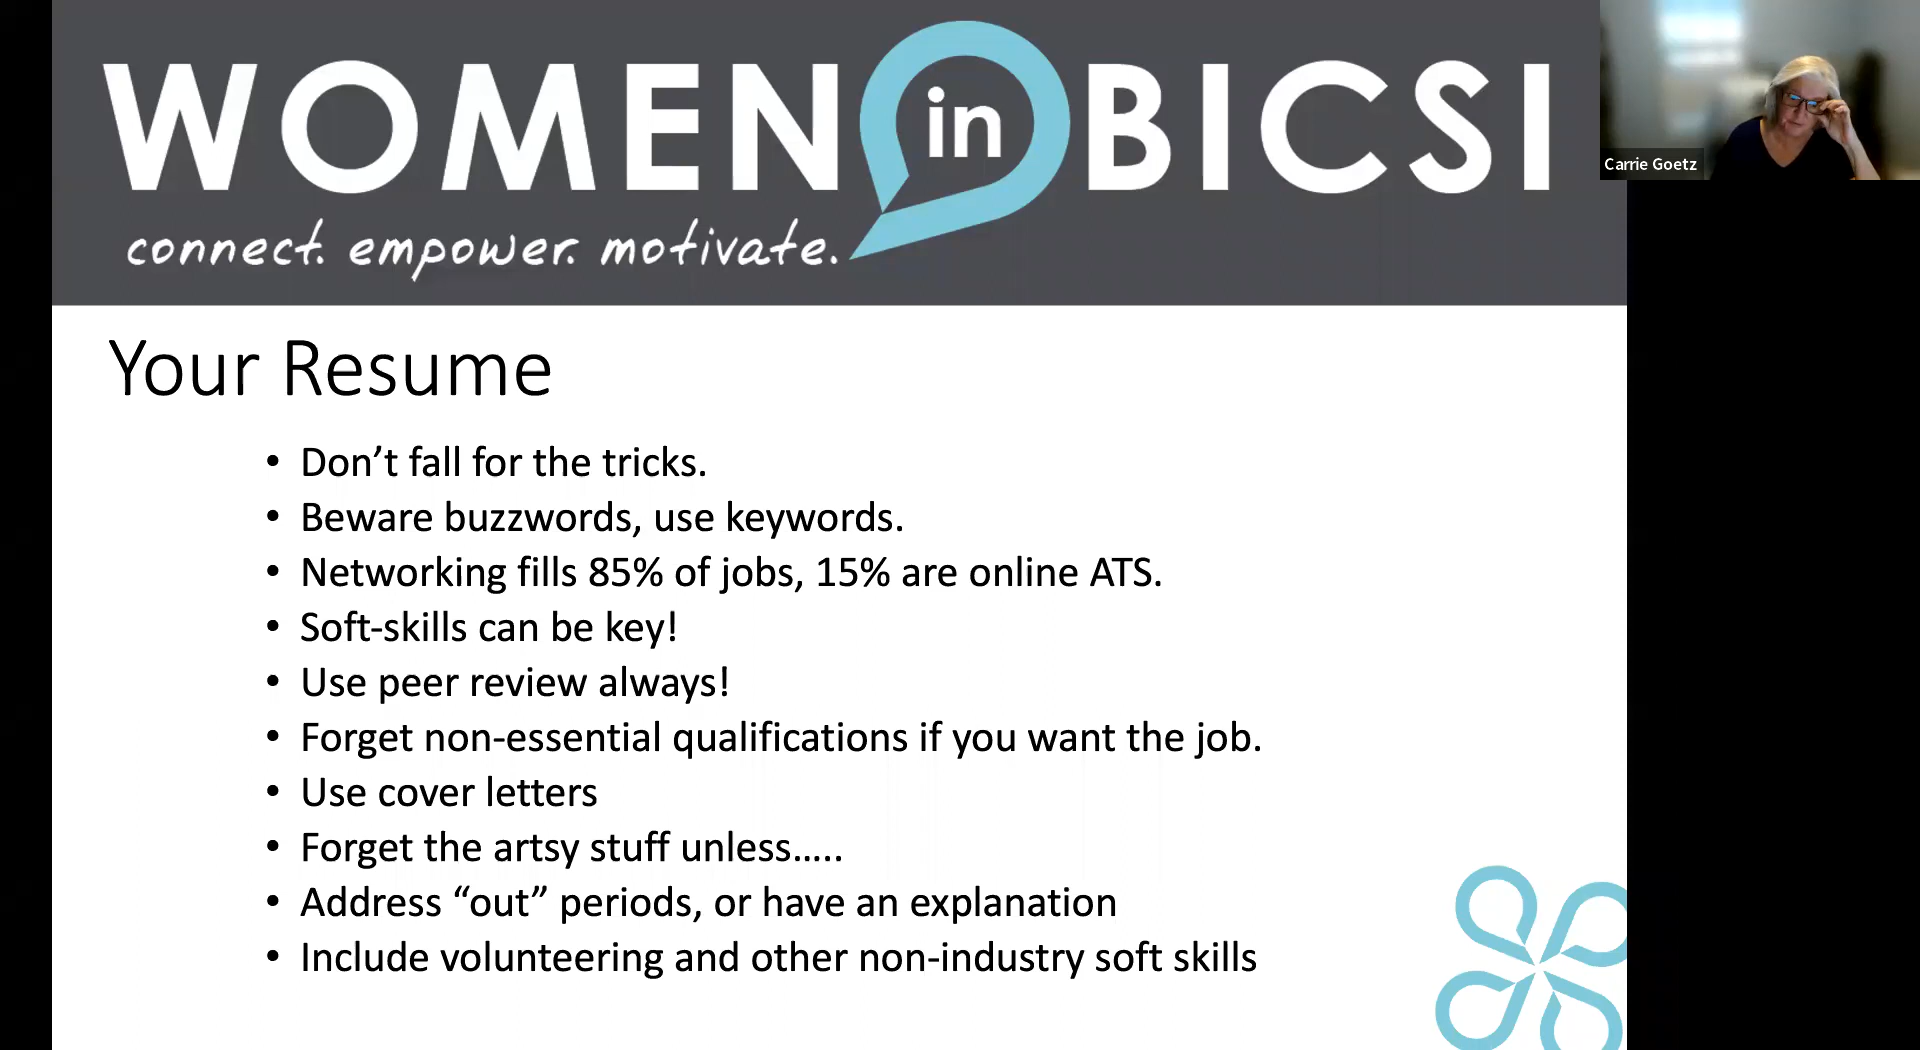 WOMEN in BICSI
connect. empower. motivate.
Carrie Goetz
Your Resume
• Don’t fall for the tricks.
• Beware buzzwords, use keywords.
• Networking fills 85% of jobs, 15% are online ATS.
• Soft-skills can be key!
• Use peer review always!
• Forget non-essential qualifications if you want the job.
• Use cover letters
• Forget the artsy stuff unless.....
• Address “out” periods, or have an explanation
• Include volunteering and other non-industry soft skills